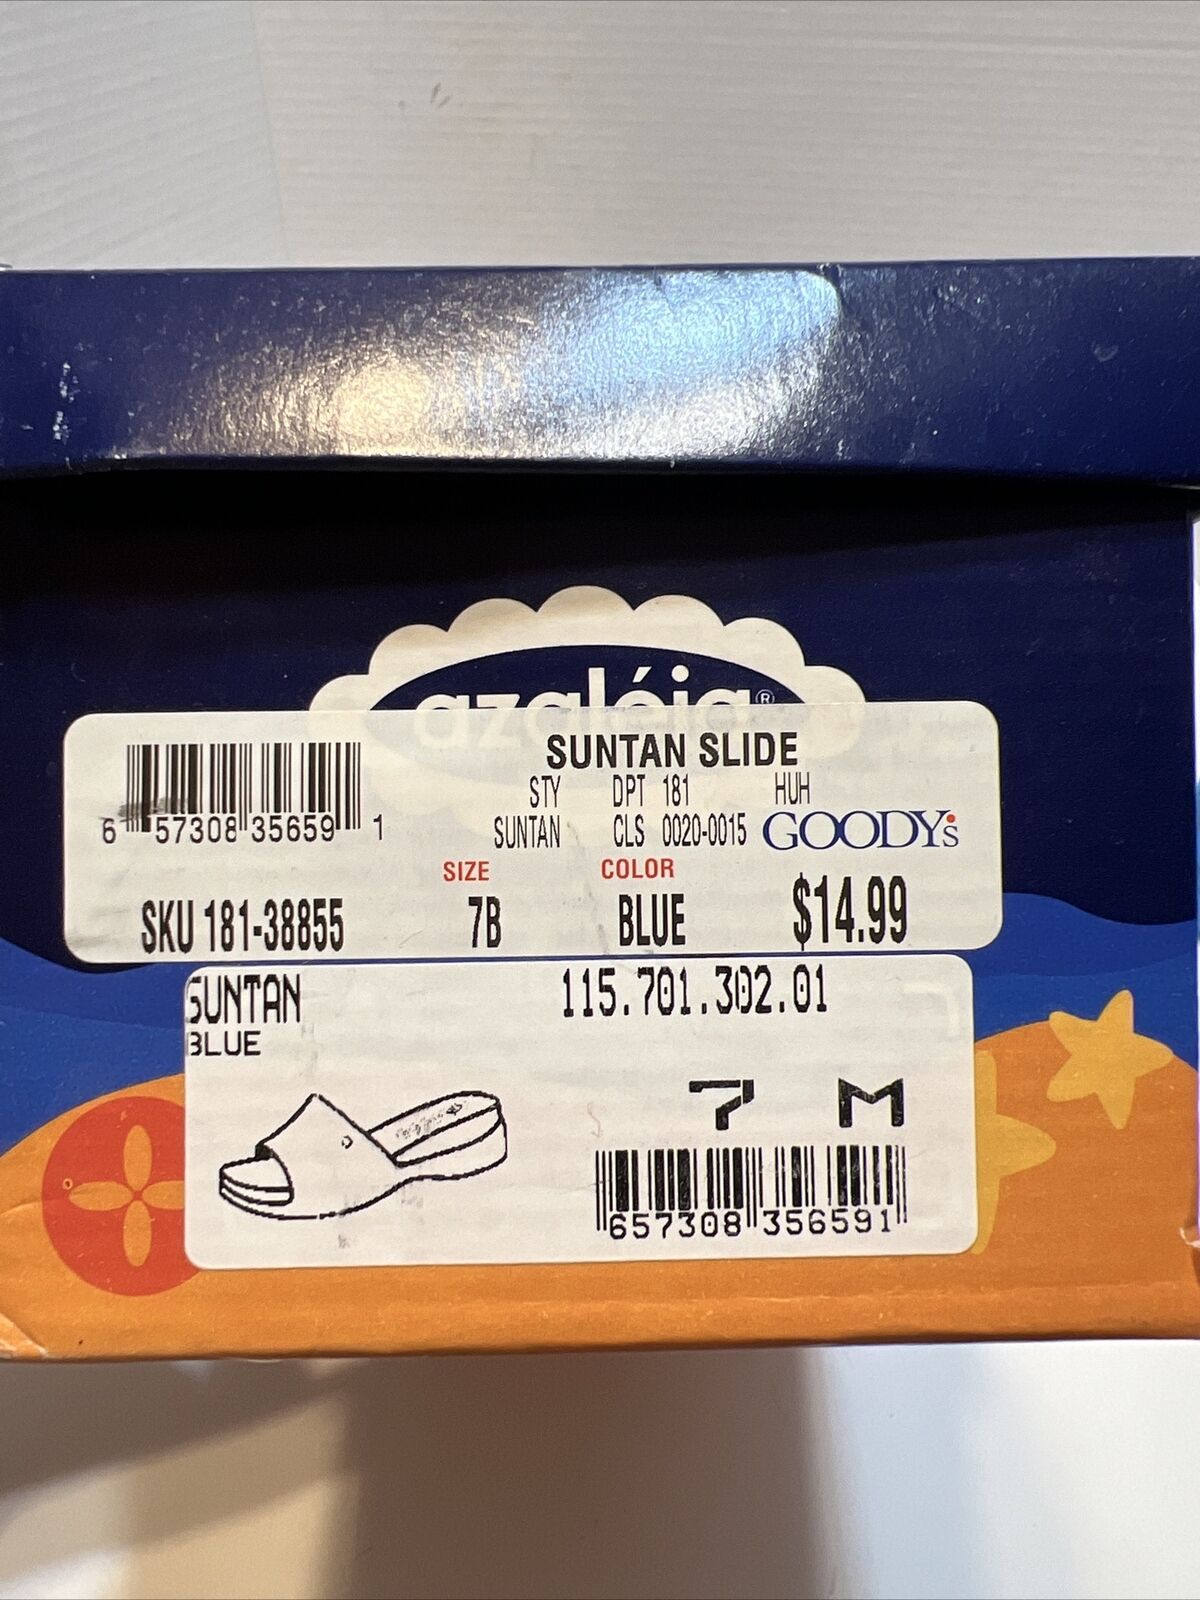 azaléia®
SUNTAN SLIDE
STY DPT 181 HUH
SUNTAN CLS 0020-0015 GOODY's
6 57308 35659 1
SIZE COLOR
SKU 181-38855 7B BLUE $14.99
SUNTAN 115.701.302.01
BLUE
7 M
657308 356591